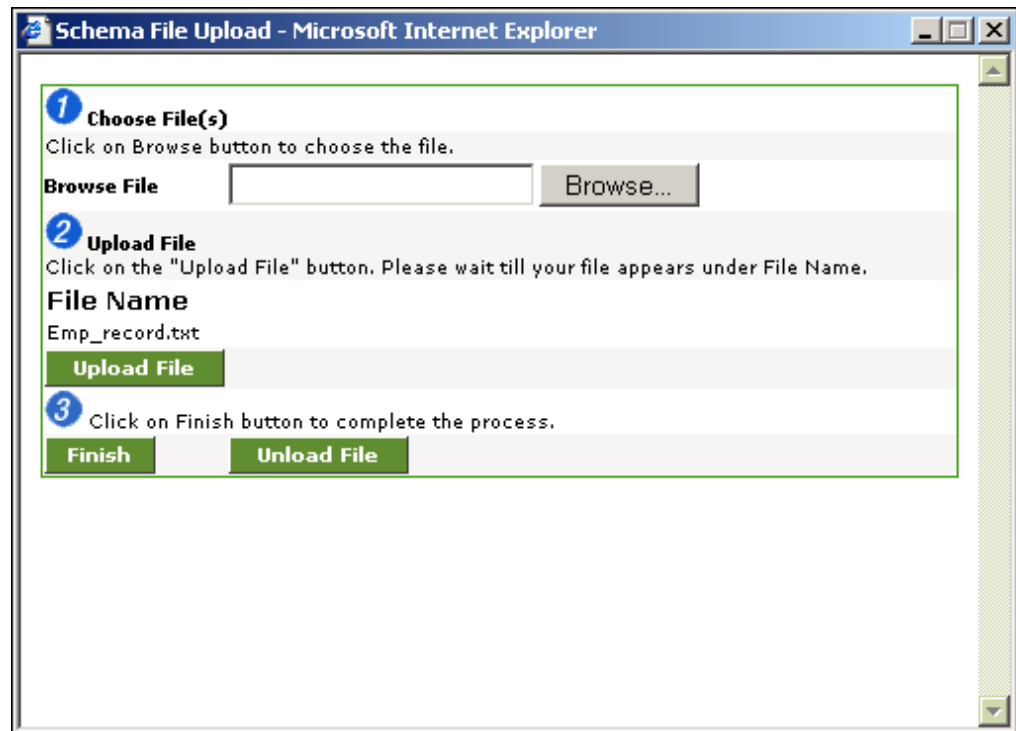 Schema File Upload - Microsoft Internet Explorer
1 Choose File(s)
Click on Browse button to choose the file.
Browse File Browse...
2 Upload File
Click on the "Upload File" button. Please wait till your file appears under File Name.
File Name
Emp_record.txt
Upload File
3 Click on Finish button to complete the process.
Finish Unload File